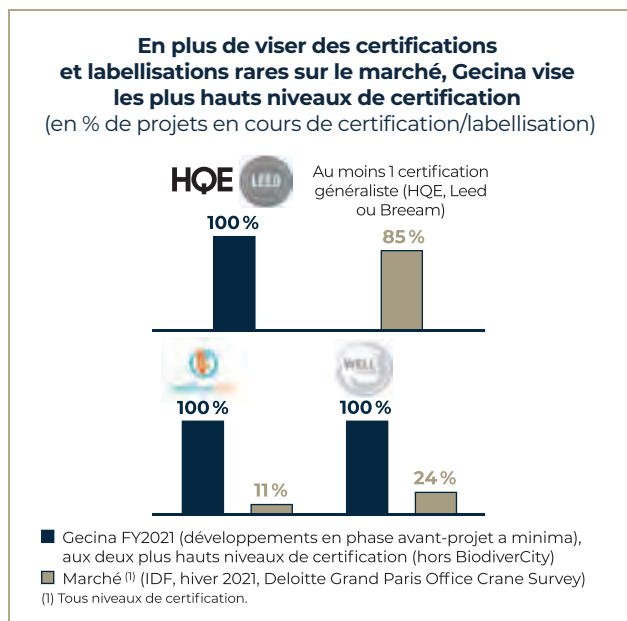 En plus de viser des certifications
et labellisations rares sur le marché, Gecina vise
les plus hauts niveaux de certification
(en % de projets en cours de certification/labellisation)
HQE LEED
Au moins 1 certification
généraliste (HQE, Leed
ou Breeam)
100 %
85 %
WELL
100 %
11 %
100 %
24 %
Gecina FY2021 (développements en phase avant-projet a minima),
aux deux plus hauts niveaux de certification (hors BiodiverCity)
Marché (1) (IDF, hiver 2021, Deloitte Grand Paris Office Crane Survey)
(1) Tous niveaux de certification.